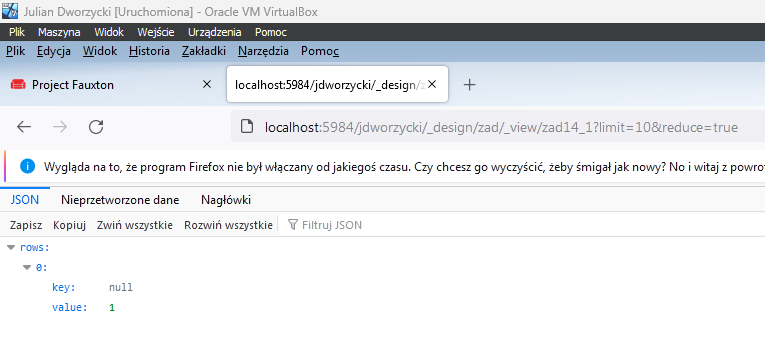 Julian Dworzycki [Uruchomiona] - Oracle VM VirtualBox
Plik Maszyna Widok Wejście Urządzenia Pomoc
Plik Edycja Widok Historia Zakładki Narzędzia Pomoc
Project Fauxton localhost:5984/jdworzycki/_design/z
localhost:5984/jdworzycki/_design/zad/_view/zad14_1?limit=10&reduce=true
Wygląda na to, że program Firefox nie był włączany od jakiegoś czasu. Czy chcesz go wyczyścić, żeby śmigał jak nowy? No i witaj z powro
JSON Nieprzetworzone dane Nagłówki
Zapisz Kopiuj Zwiń wszystkie Rozwiń wszystkie Filtruj JSON
rows:
0:
key: null
value: 1